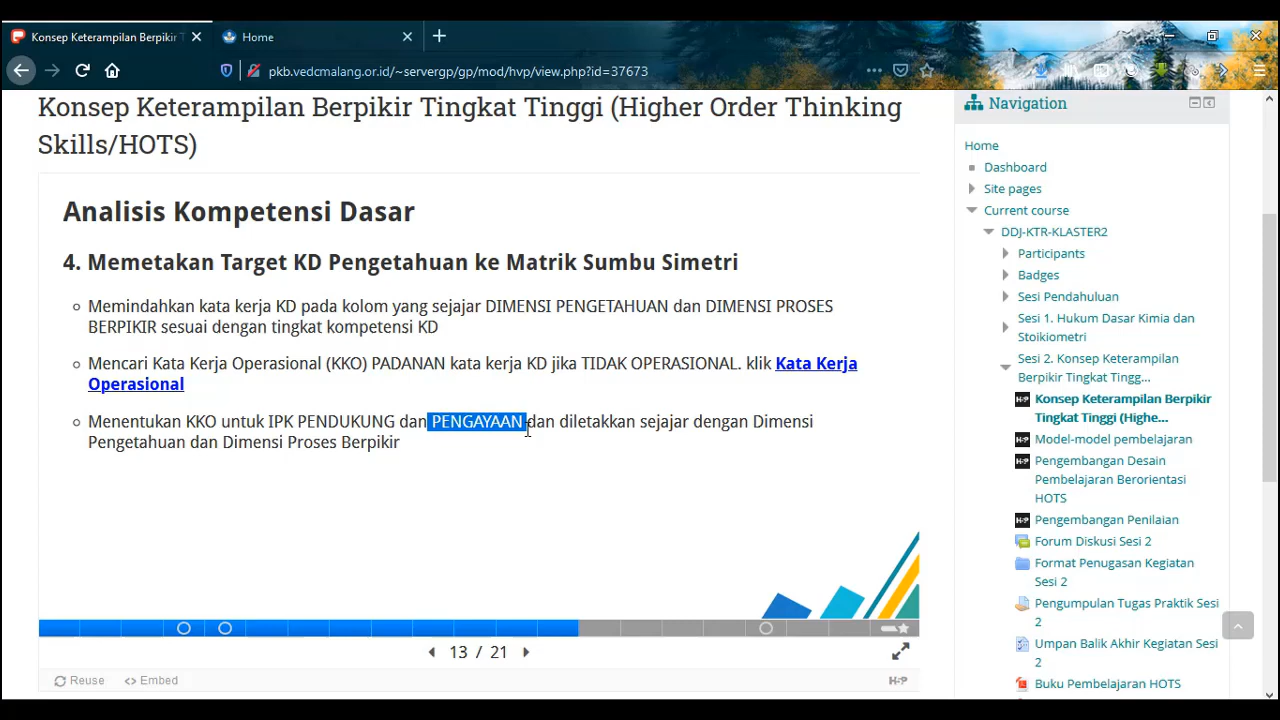 Konsep Keterampilan Berpikir T
Home
pkb.vedcmalang.or.id/~servergp/gp/mod/hvp/view.php?id=37673
Konsep Keterampilan Berpikir Tingkat Tinggi (Higher Order Thinking
Skills/HOTS)
Analisis Kompetensi Dasar
4. Memetakan Target KD Pengetahuan ke Matrik Sumbu Simetri
Memindahkan kata kerja KD pada kolom yang sejajar DIMENSI PENGETAHUAN dan DIMENSI PROSES
BERPIKIR sesuai dengan tingkat kompetensi KD
Mencari Kata Kerja Operasional (KKO) PADANAN kata kerja KD jika TIDAK OPERASIONAL. klik Kata Kerja
Operasional
Menentukan KKO untuk IPK PENDUKUNG dan PENGAYAAN dan diletakkan sejajar dengan Dimensi
Pengetahuan dan Dimensi Proses Berpikir
13 / 21
Reuse
Embed
H5P
Navigation
Home
Dashboard
Site pages
Current course
DDJ-KTR-KLASTER2
Participants
Badges
Sesi Pendahuluan
Sesi 1. Hukum Dasar Kimia dan
Stoikiometri
Sesi 2. Konsep Keterampilan
Berpikir Tingkat Tingg...
H5P Konsep Keterampilan Berpikir
Tingkat Tinggi (Highe...
H5P Model-model pembelajaran
H5P Pengembangan Desain
Pembelajaran Berorientasi
HOTS
H5P Pengembangan Penilaian
Forum Diskusi Sesi 2
Format Penugasan Kegiatan
Sesi 2
Pengumpulan Tugas Praktik Sesi
2
Umpan Balik Akhir Kegiatan Sesi
2
Buku Pembelajaran HOTS